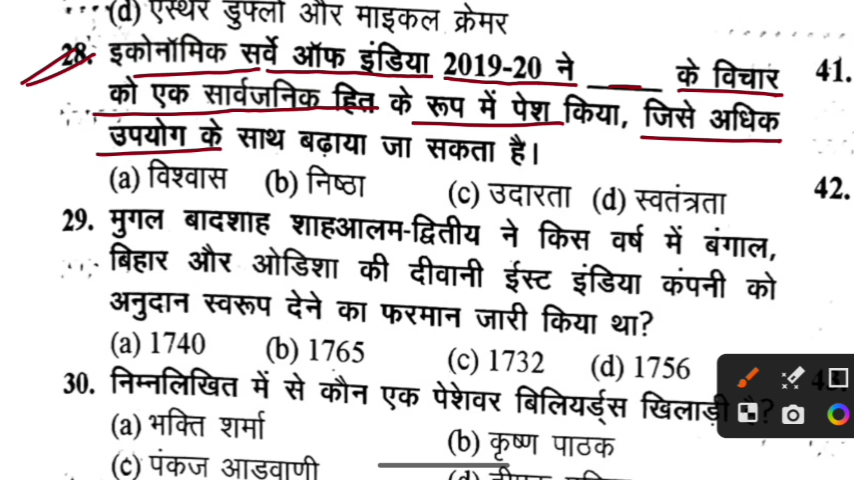 (d) एस्थर डुफ्लो और माइकल क्रेमर
28. इकोनॉमिक सर्वे ऑफ इंडिया 2019-20 ने ______ के विचार
को एक सार्वजनिक हित के रूप में पेश किया, जिसे अधिक
उपयोग के साथ बढ़ाया जा सकता है।
(a) विश्वास (b) निष्ठा (c) उदारता (d) स्वतंत्रता
29. मुगल बादशाह शाहआलम-द्वितीय ने किस वर्ष में बंगाल,
बिहार और ओडिशा की दीवानी ईस्ट इंडिया कंपनी को
अनुदान स्वरूप देने का फरमान जारी किया था?
(a) 1740 (b) 1765 (c) 1732 (d) 1756
30. निम्नलिखित में से कौन एक पेशेवर बिलियर्ड्स खिलाड़ी है?
(a) भक्ति शर्मा (b) कृष्ण पाठक
(c) पंकज आडवाणी (d)
41.
42.